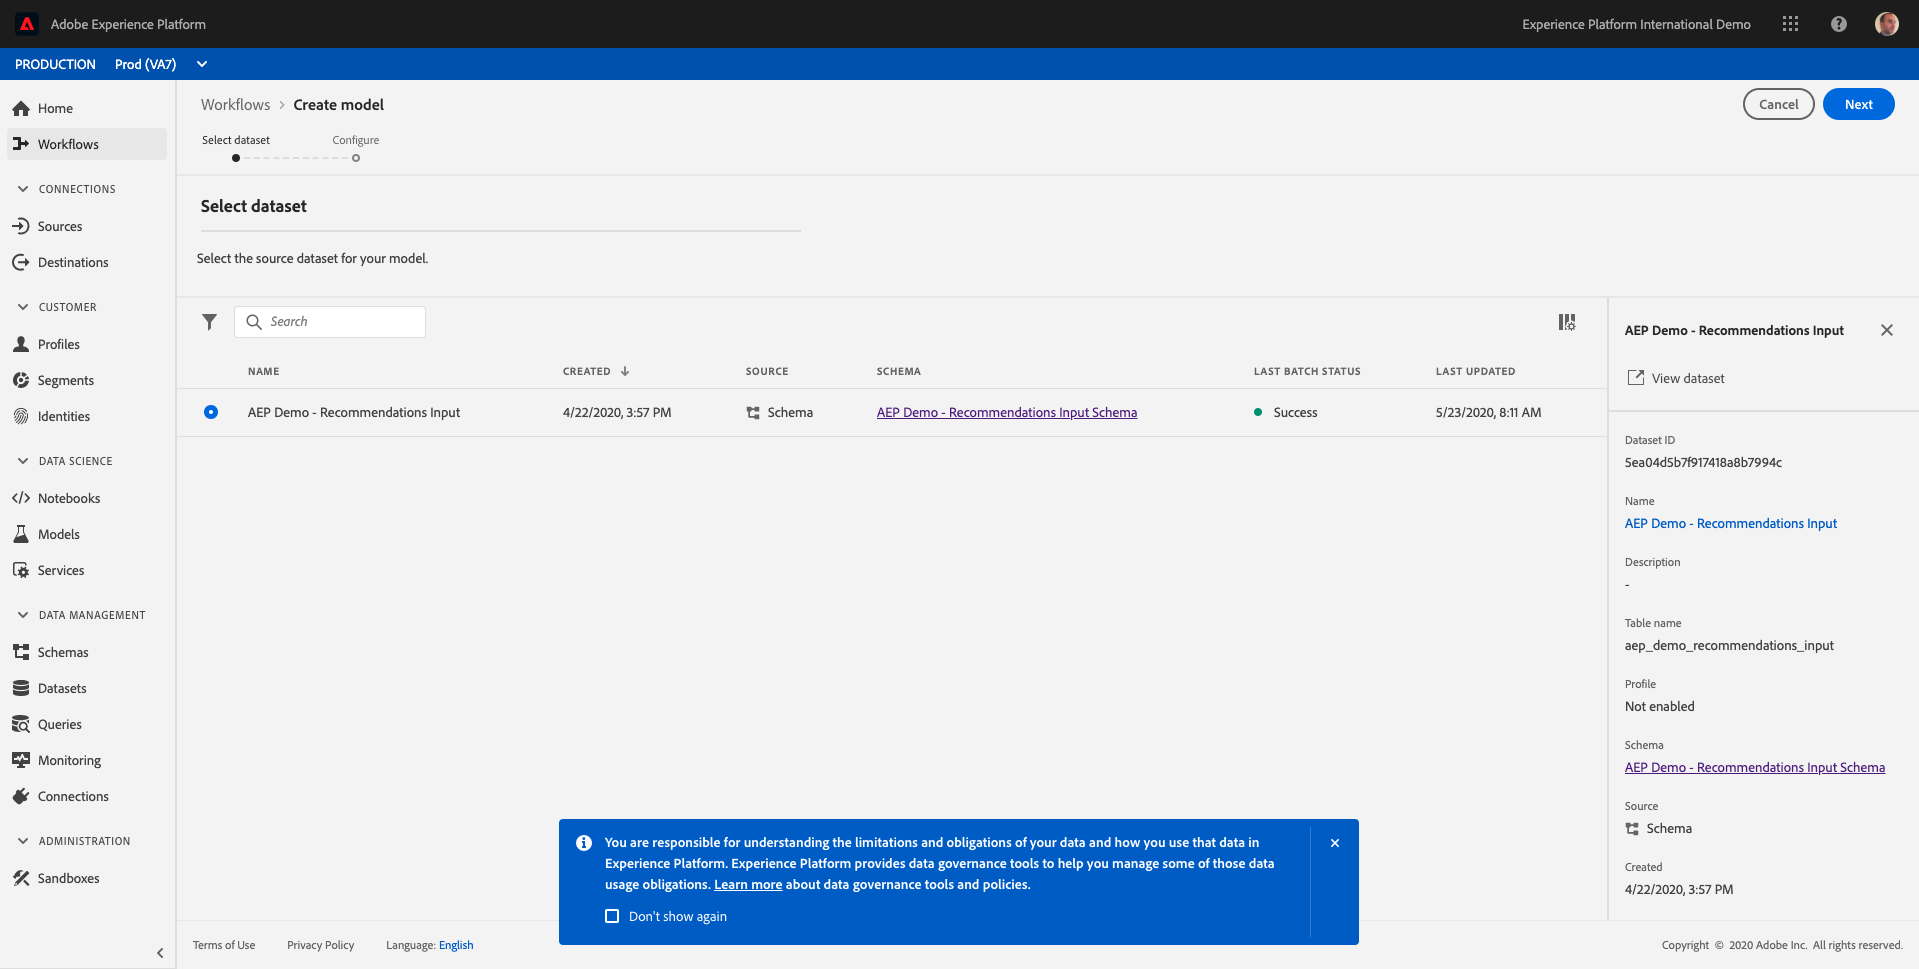 Adobe Experience Platform
Experience Platform International Demo
PRODUCTION Prod (VA7)
Home
Workflows
CONNECTIONS
Sources
Destinations
CUSTOMER
Profiles
Segments
Identities
DATA SCIENCE
Notebooks
Models
Services
DATA MANAGEMENT
Schemas
Datasets
Queries
Monitoring
Connections
ADMINISTRATION
Sandboxes
Workflows > Create model
Cancel
Next
Select dataset
Configure
Select dataset
Select the source dataset for your model.
Search
NAME CREATED SOURCE SCHEMA LAST BATCH STATUS LAST UPDATED
AEP Demo - Recommendations Input 4/22/2020, 3:57 PM Schema AEP Demo - Recommendations Input Schema Success 5/23/2020, 8:11 AM
AEP Demo - Recommendations Input
View dataset
Dataset ID
5ea04d5b7f917418a8b7994c
Name
AEP Demo - Recommendations Input
Description
-
Table name
aep_demo_recommendations_input
Profile
Not enabled
Schema
AEP Demo - Recommendations Input Schema
Source
Schema
Created
4/22/2020, 3:57 PM
You are responsible for understanding the limitations and obligations of your data and how you use that data in
Experience Platform. Experience Platform provides data governance tools to help you manage some of those data
usage obligations. Learn more about data governance tools and policies.
Don't show again
Terms of Use Privacy Policy Language: English
Copyright © 2020 Adobe Inc. All rights reserved.